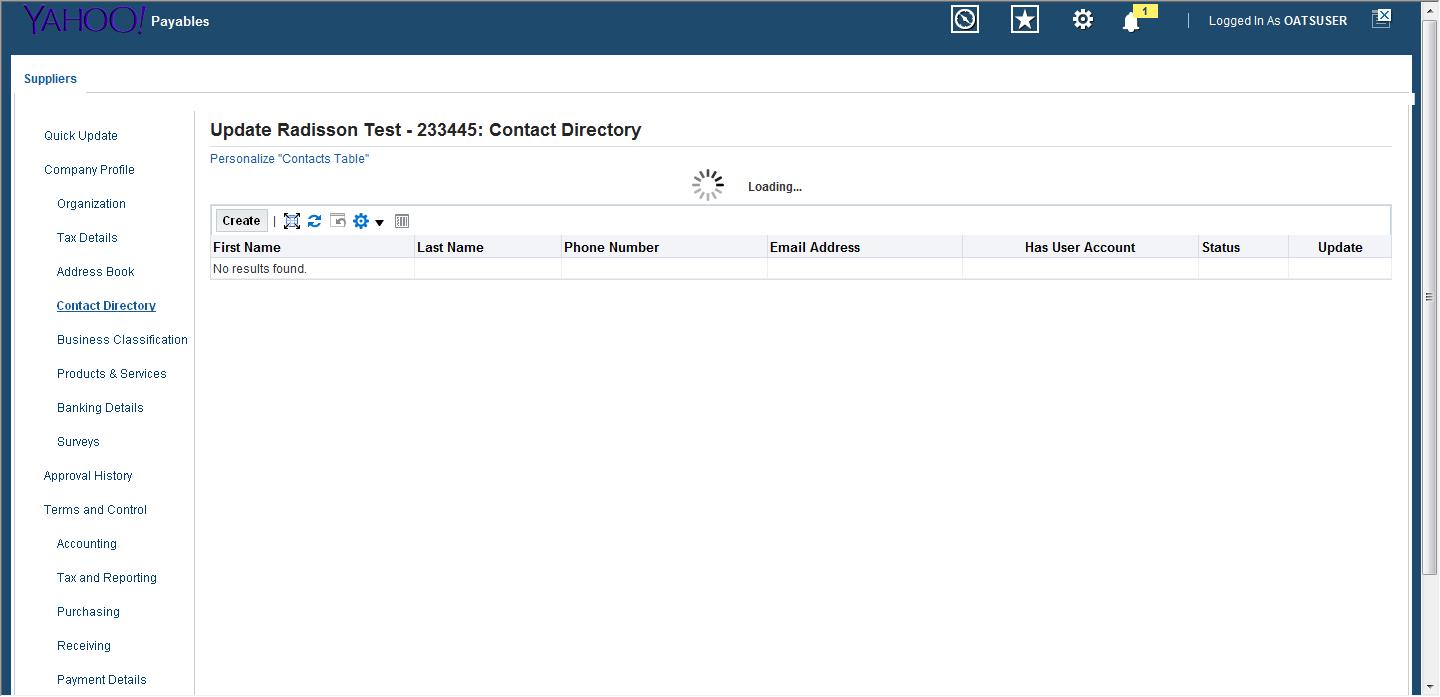 YAHOO! Payables
1
Logged In As OATSUSER
Suppliers
Quick Update
Company Profile
Organization
Tax Details
Address Book
Contact Directory
Business Classification
Products & Services
Banking Details
Surveys
Approval History
Terms and Control
Accounting
Tax and Reporting
Purchasing
Receiving
Payment Details
Update Radisson Test - 233445: Contact Directory
Personalize "Contacts Table"
Loading...
Create |
First Name Last Name Phone Number Email Address Has User Account Status Update
No results found.